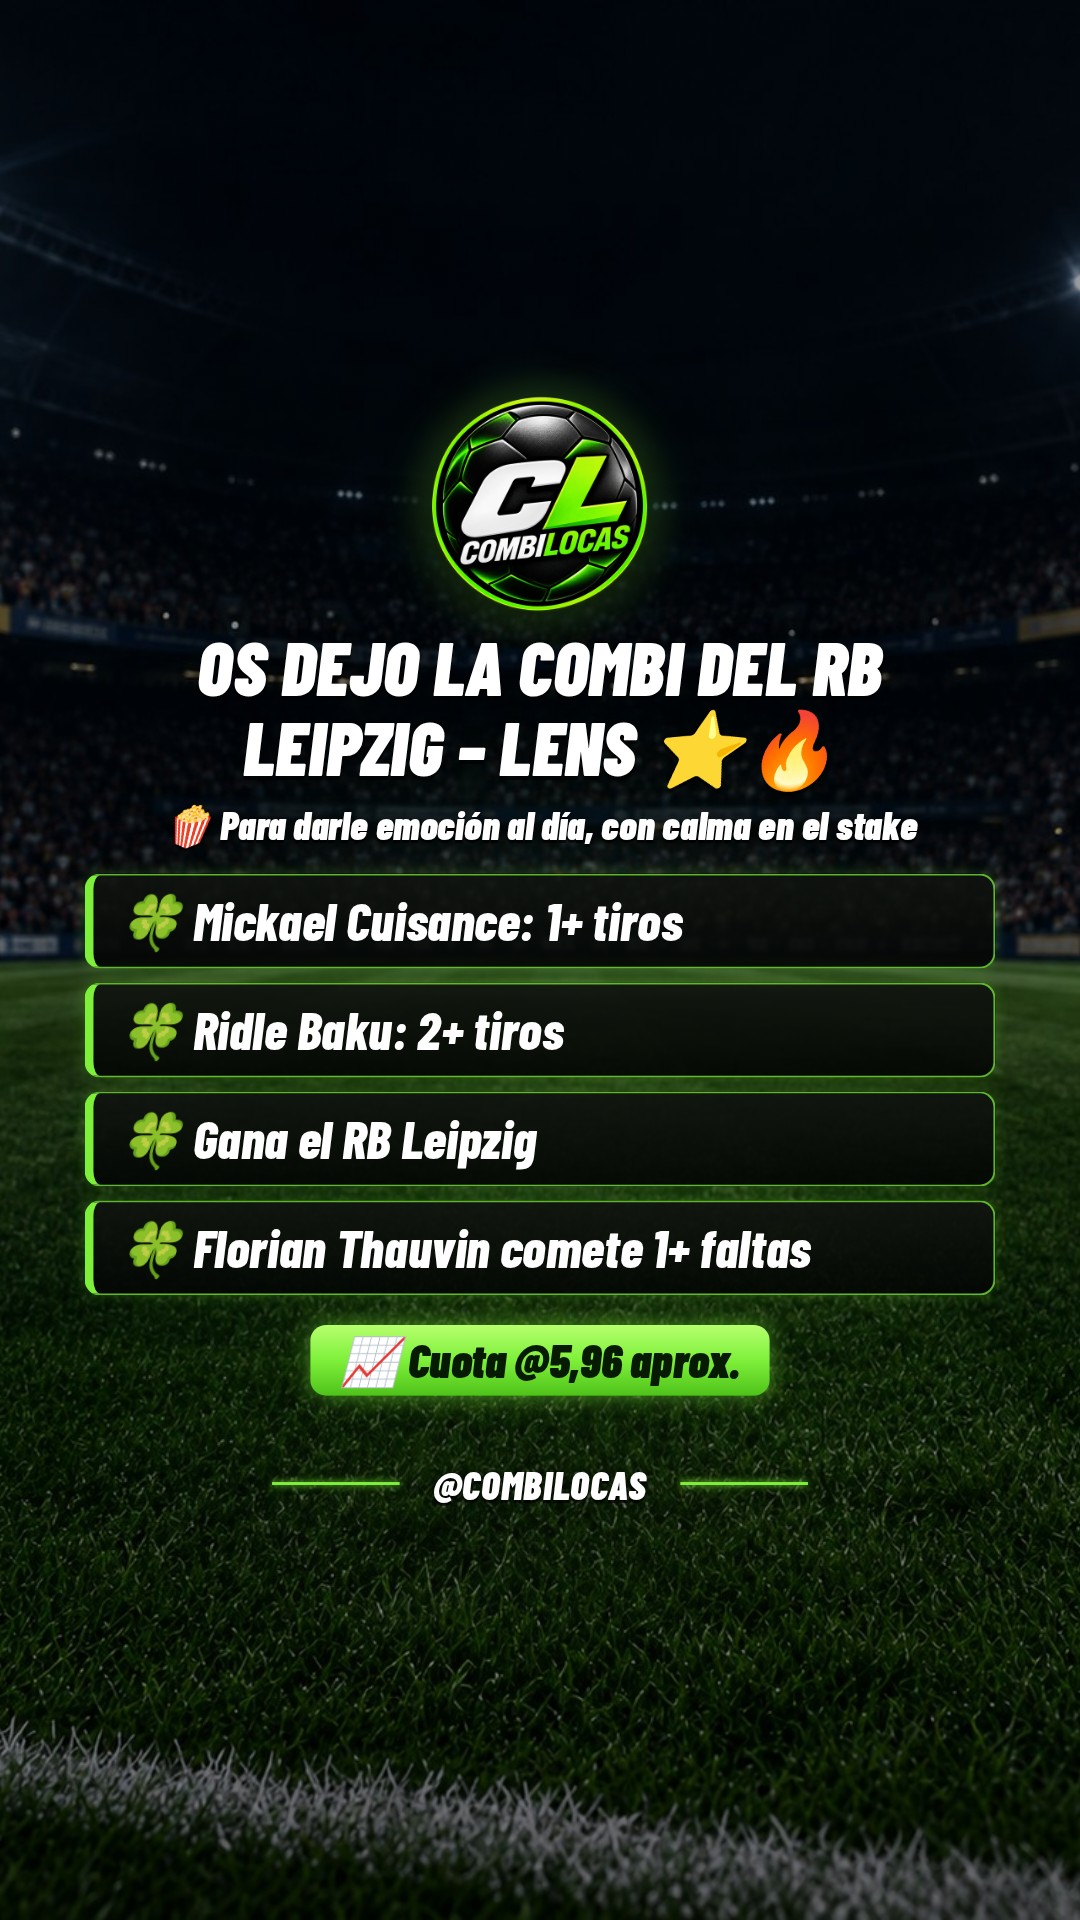 CL
COMBILOCAS
OS DEJO LA COMBI DEL RB
LEIPZIG - LENS ⭐🔥
🍿 Para darle emoción al día, con calma en el stake
🍀 Mickael Cuisance: 1+ tiros
🍀 Ridle Baku: 2+ tiros
🍀 Gana el RB Leipzig
🍀 Florian Thauvin comete 1+ faltas
📈 Cuota @5,96 aprox.
@COMBILOCAS